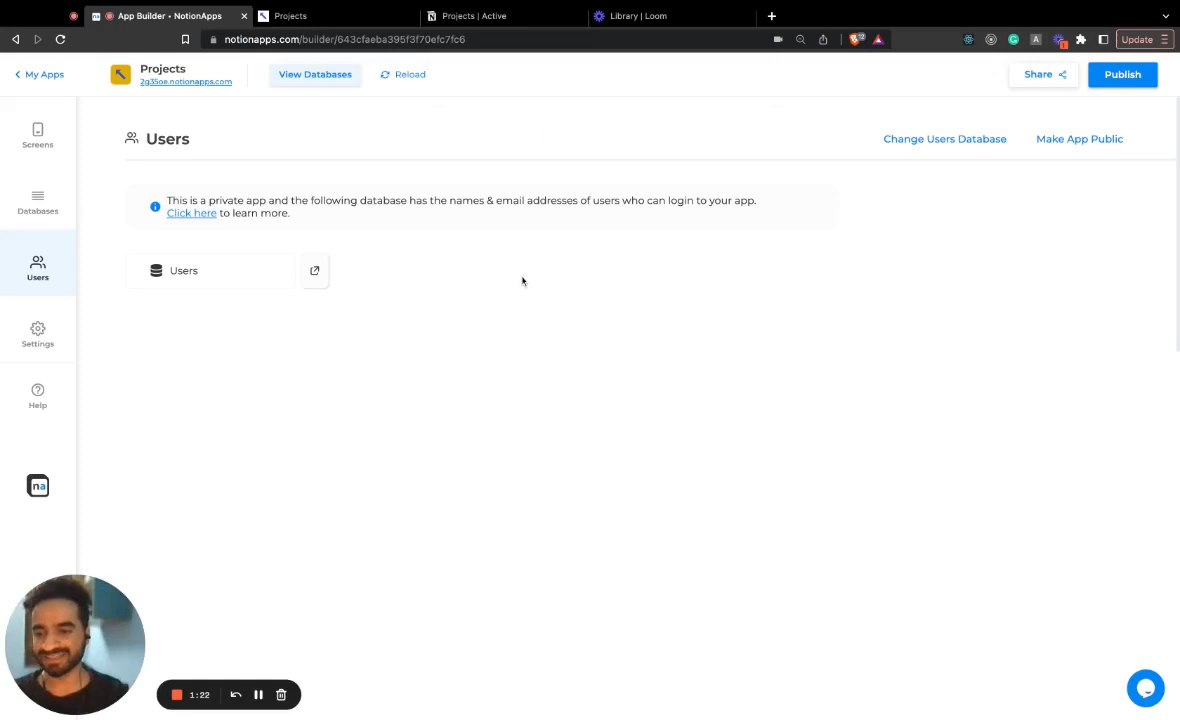 App Builder • NotionApps
Projects
Projects | Active
Library | Loom
notionapps.com/builder/643cfaeba395f3f70efc7fc6
12
A
1
Update
My Apps
Projects
2g35oe.notionapps.com
View Databases
Reload
Share
Publish
Screens
Databases
Users
Settings
Help
na
Users
Change Users Database
Make App Public
This is a private app and the following database has the names & email addresses of users who can login to your app.
Click here to learn more.
Users
1:22